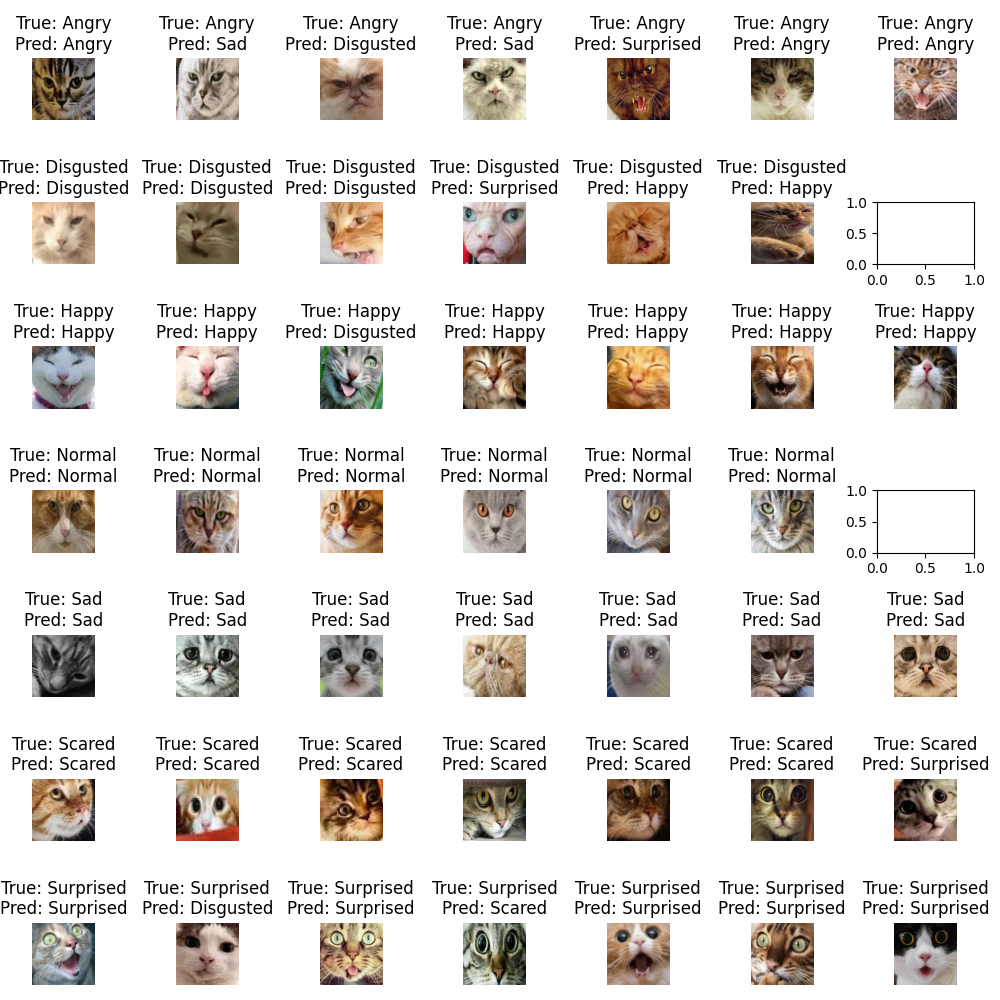 True: Angry True: Angry True: Angry True: Angry True: Angry True: Angry True: Angry
Pred: Angry Pred: Sad Pred: Disgusted Pred: Sad Pred: Surprised Pred: Angry Pred: Angry
True: Disgusted True: Disgusted True: Disgusted True: Disgusted True: Disgusted True: Disgusted
Pred: Disgusted Pred: Disgusted Pred: Disgusted Pred: Surprised Pred: Happy Pred: Happy
1.0
0.5
0.0
0.0 0.5 1.0
True: Happy True: Happy True: Happy True: Happy True: Happy True: Happy True: Happy
Pred: Happy Pred: Happy Pred: Disgusted Pred: Happy Pred: Happy Pred: Happy Pred: Happy
True: Normal True: Normal True: Normal True: Normal True: Normal True: Normal
Pred: Normal Pred: Normal Pred: Normal Pred: Normal Pred: Normal Pred: Normal
1.0
0.5
0.0
0.0 0.5 1.0
True: Sad True: Sad True: Sad True: Sad True: Sad True: Sad True: Sad
Pred: Sad Pred: Sad Pred: Sad Pred: Sad Pred: Sad Pred: Sad Pred: Sad
True: Scared True: Scared True: Scared True: Scared True: Scared True: Scared True: Scared
Pred: Scared Pred: Scared Pred: Scared Pred: Scared Pred: Scared Pred: Scared Pred: Surprised
True: Surprised True: Surprised True: Surprised True: Surprised True: Surprised True: Surprised True: Surprised
Pred: Surprised Pred: Disgusted Pred: Surprised Pred: Scared Pred: Surprised Pred: Surprised Pred: Surprised